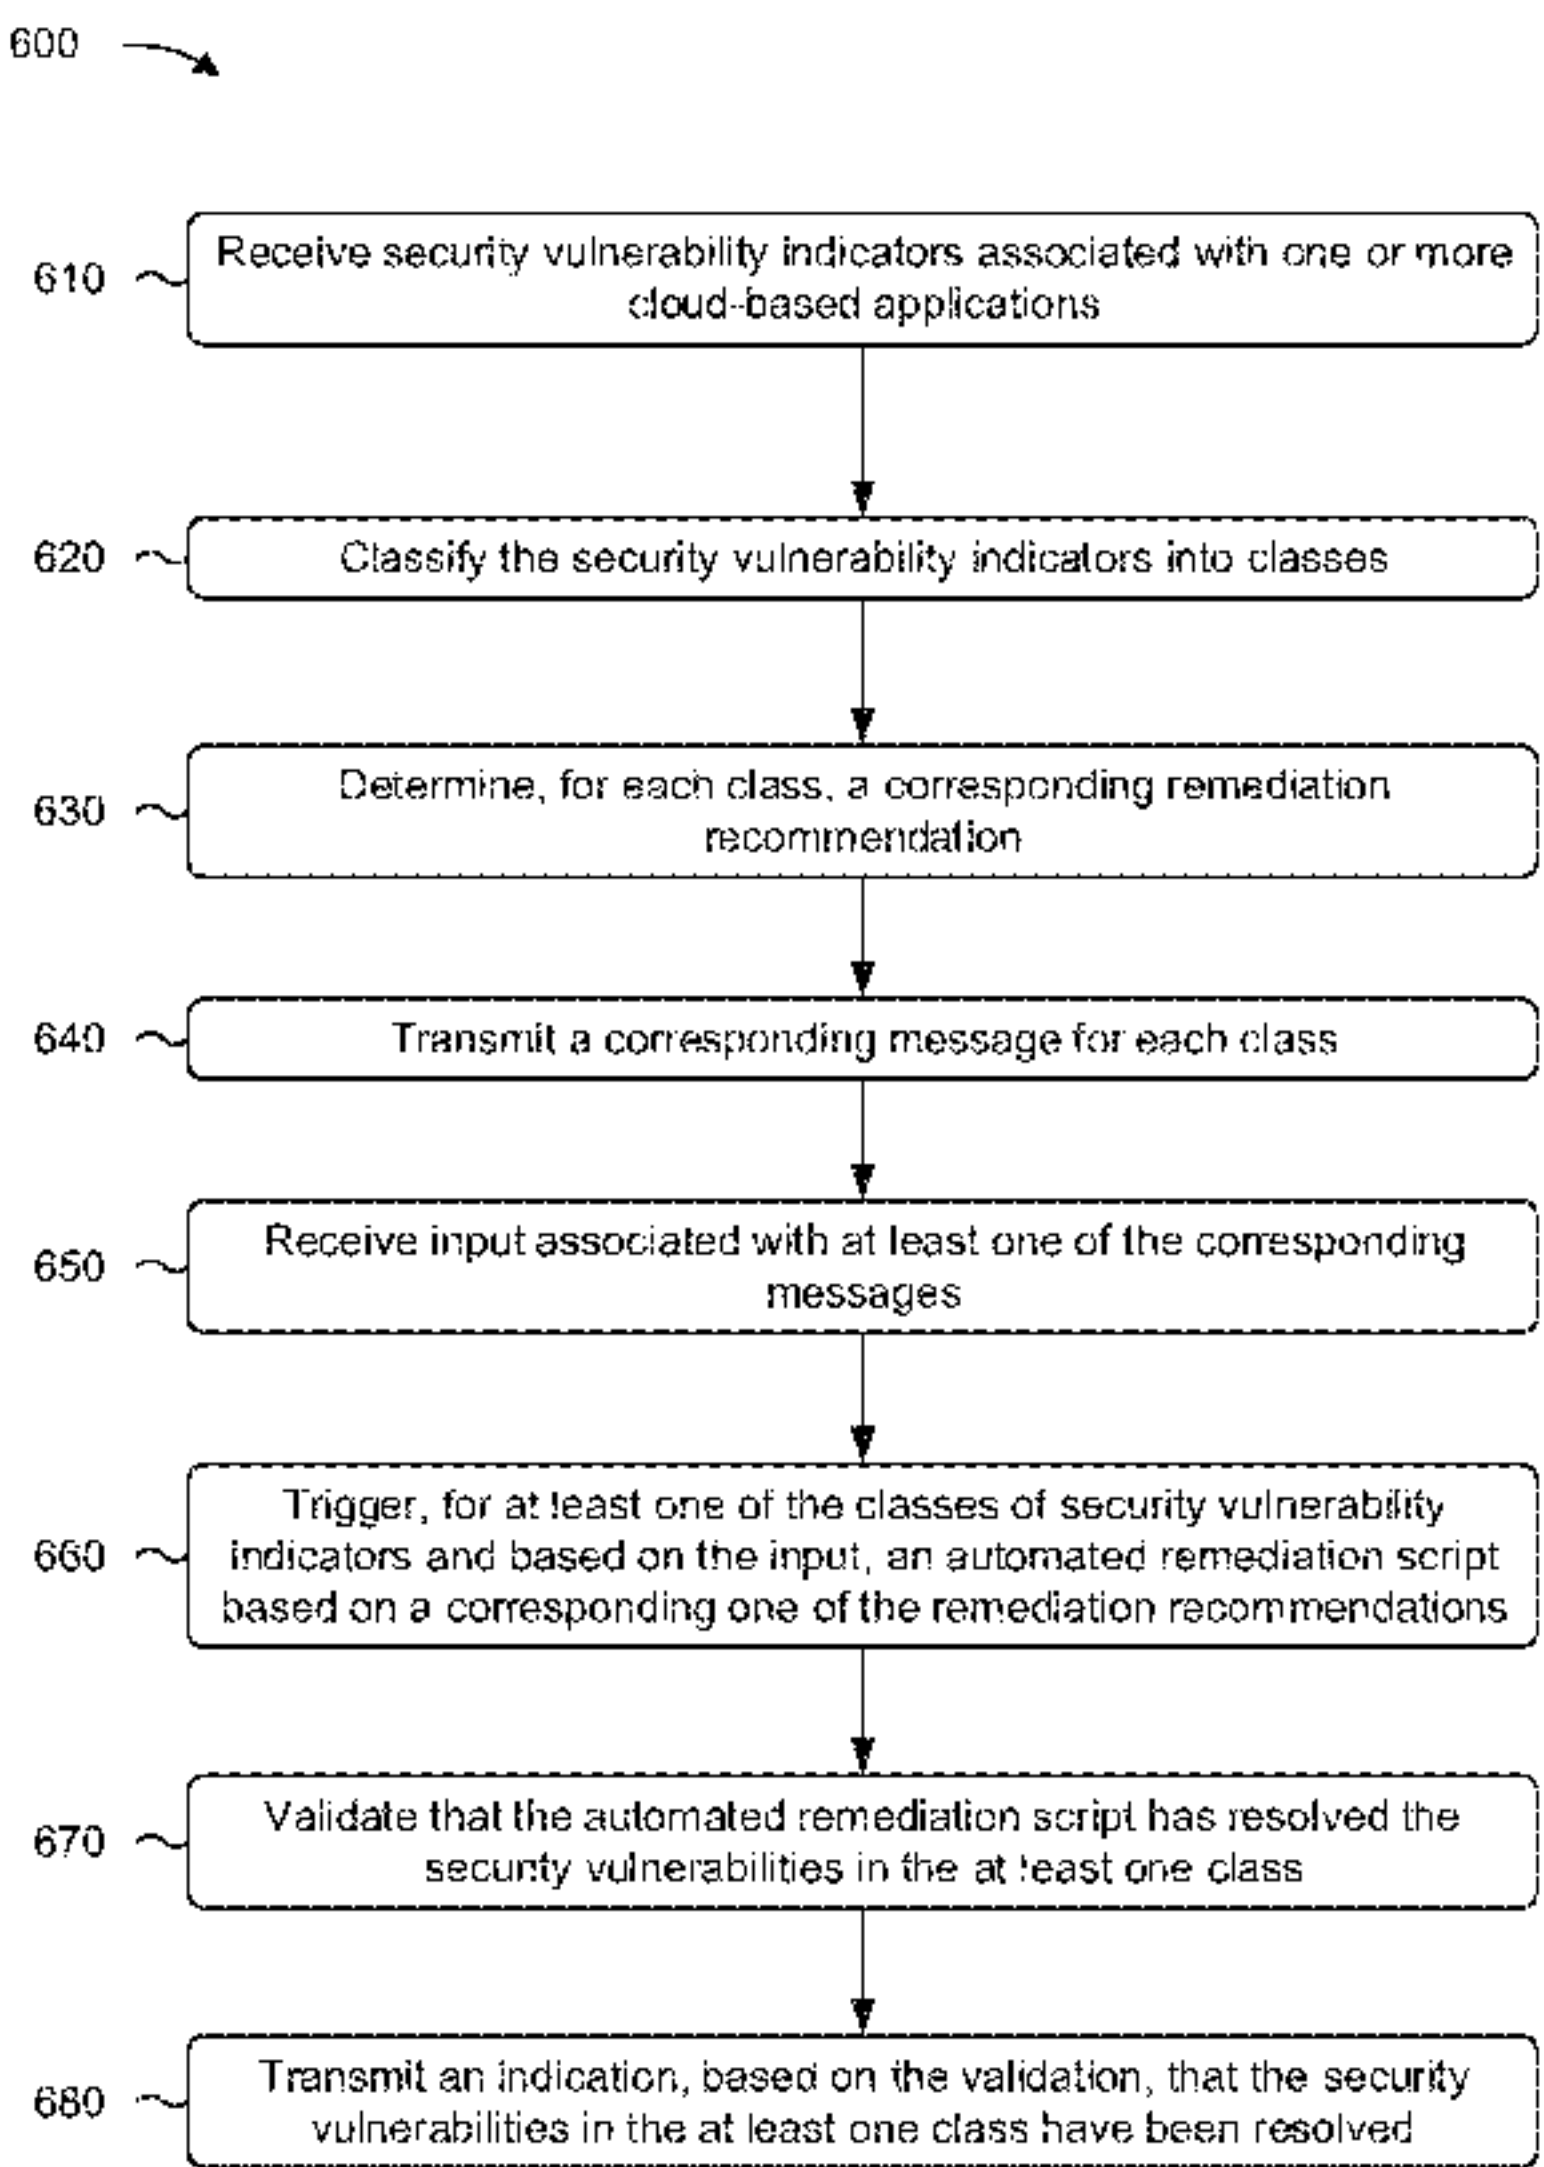 600
610
Receive security vulnerability indicators associated with one or more
cloud-based applications
620
Classify the security vulnerability indicators into classes
630
Determine, for each class, a corresponding remediation
recommendation
640
Transmit a corresponding message for each class
650
Receive input associated with at least one of the corresponding
messages
660
Trigger, for at least one of the classes of security vulnerability
indicators and based on the input, an automated remediation script
based on a corresponding one of the remediation recommendations
670
Validate that the automated remediation script has resolved the
security vulnerabilities in the at least one class
680
Transmit an indication, based on the validation, that the security
vulnerabilities in the at least one class have been resolved